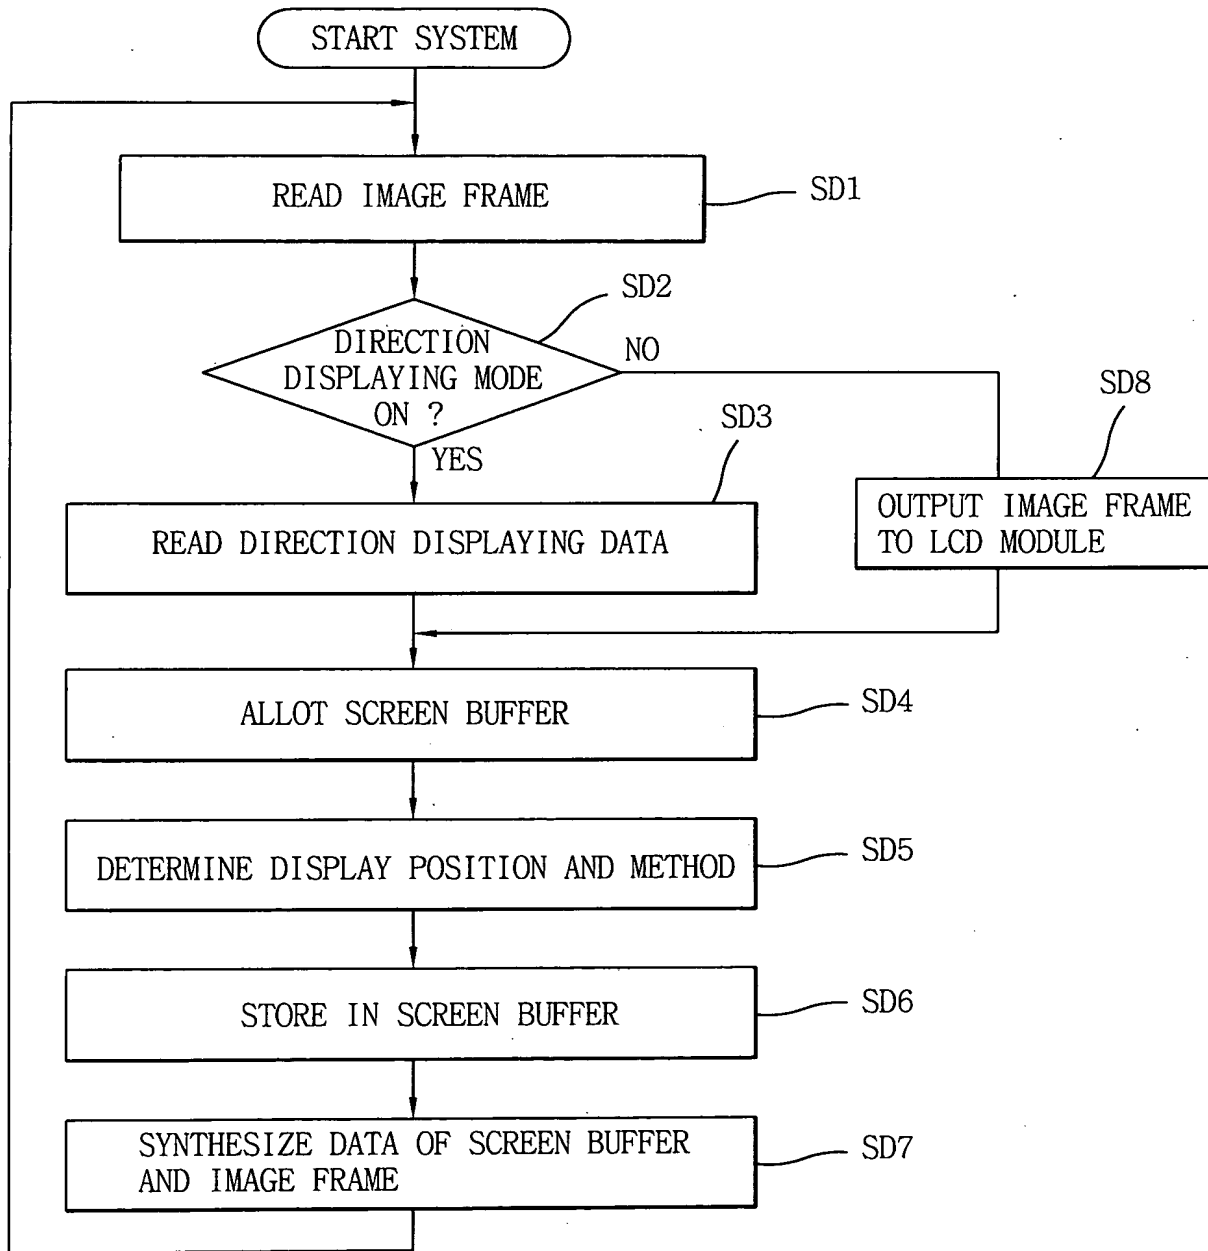 START SYSTEM
READ IMAGE FRAME
SD1
SD2
DIRECTION
DISPLAYING MODE
ON ?
NO
YES
SD3
SD8
READ DIRECTION DISPLAYING DATA
OUTPUT IMAGE FRAME
TO LCD MODULE
ALLOT SCREEN BUFFER
SD4
DETERMINE DISPLAY POSITION AND METHOD
SD5
STORE IN SCREEN BUFFER
SD6
SYNTHESIZE DATA OF SCREEN BUFFER
AND IMAGE FRAME
SD7